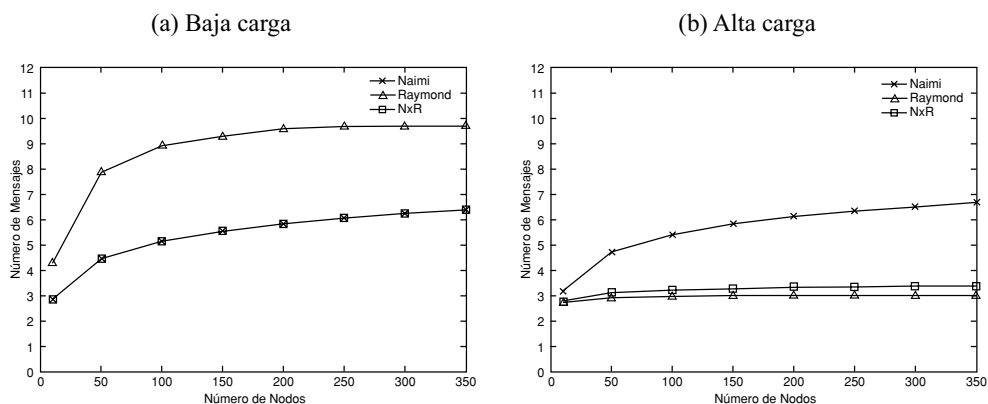 (a) Baja carga
12
11
10
9
8
7
6
5
4
3
2
1
0
Número de Mensajes
0 50 100 150 200 250 300 350
Número de Nodos
Naimi
Raymond
NxR
(b) Alta carga
12
11
10
9
8
7
6
5
4
3
2
1
0
Número de Mensajes
0 50 100 150 200 250 300 350
Número de Nodos
Naimi
Raymond
NxR